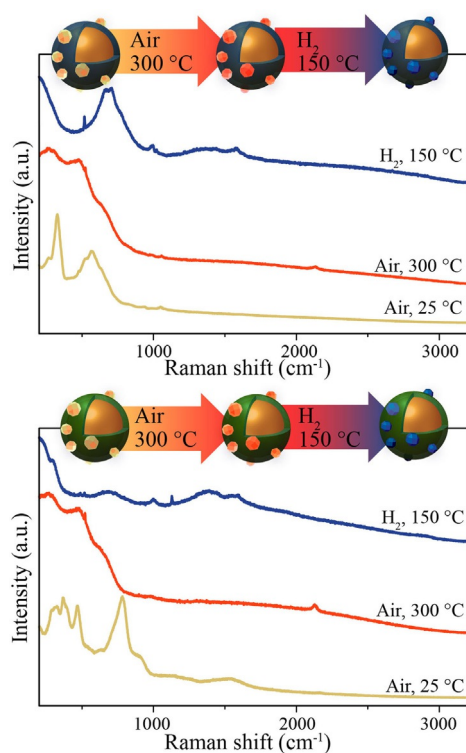 Air
300 °C
H₂
150 °C
Intensity (a.u.)
H₂, 150 °C
Air, 300 °C
Air, 25 °C
1000
2000
3000
Raman shift (cm⁻¹)
Air
300 °C
H₂
150 °C
Intensity (a.u.)
H₂, 150 °C
Air, 300 °C
Air, 25 °C
1000
2000
3000
Raman shift (cm⁻¹)